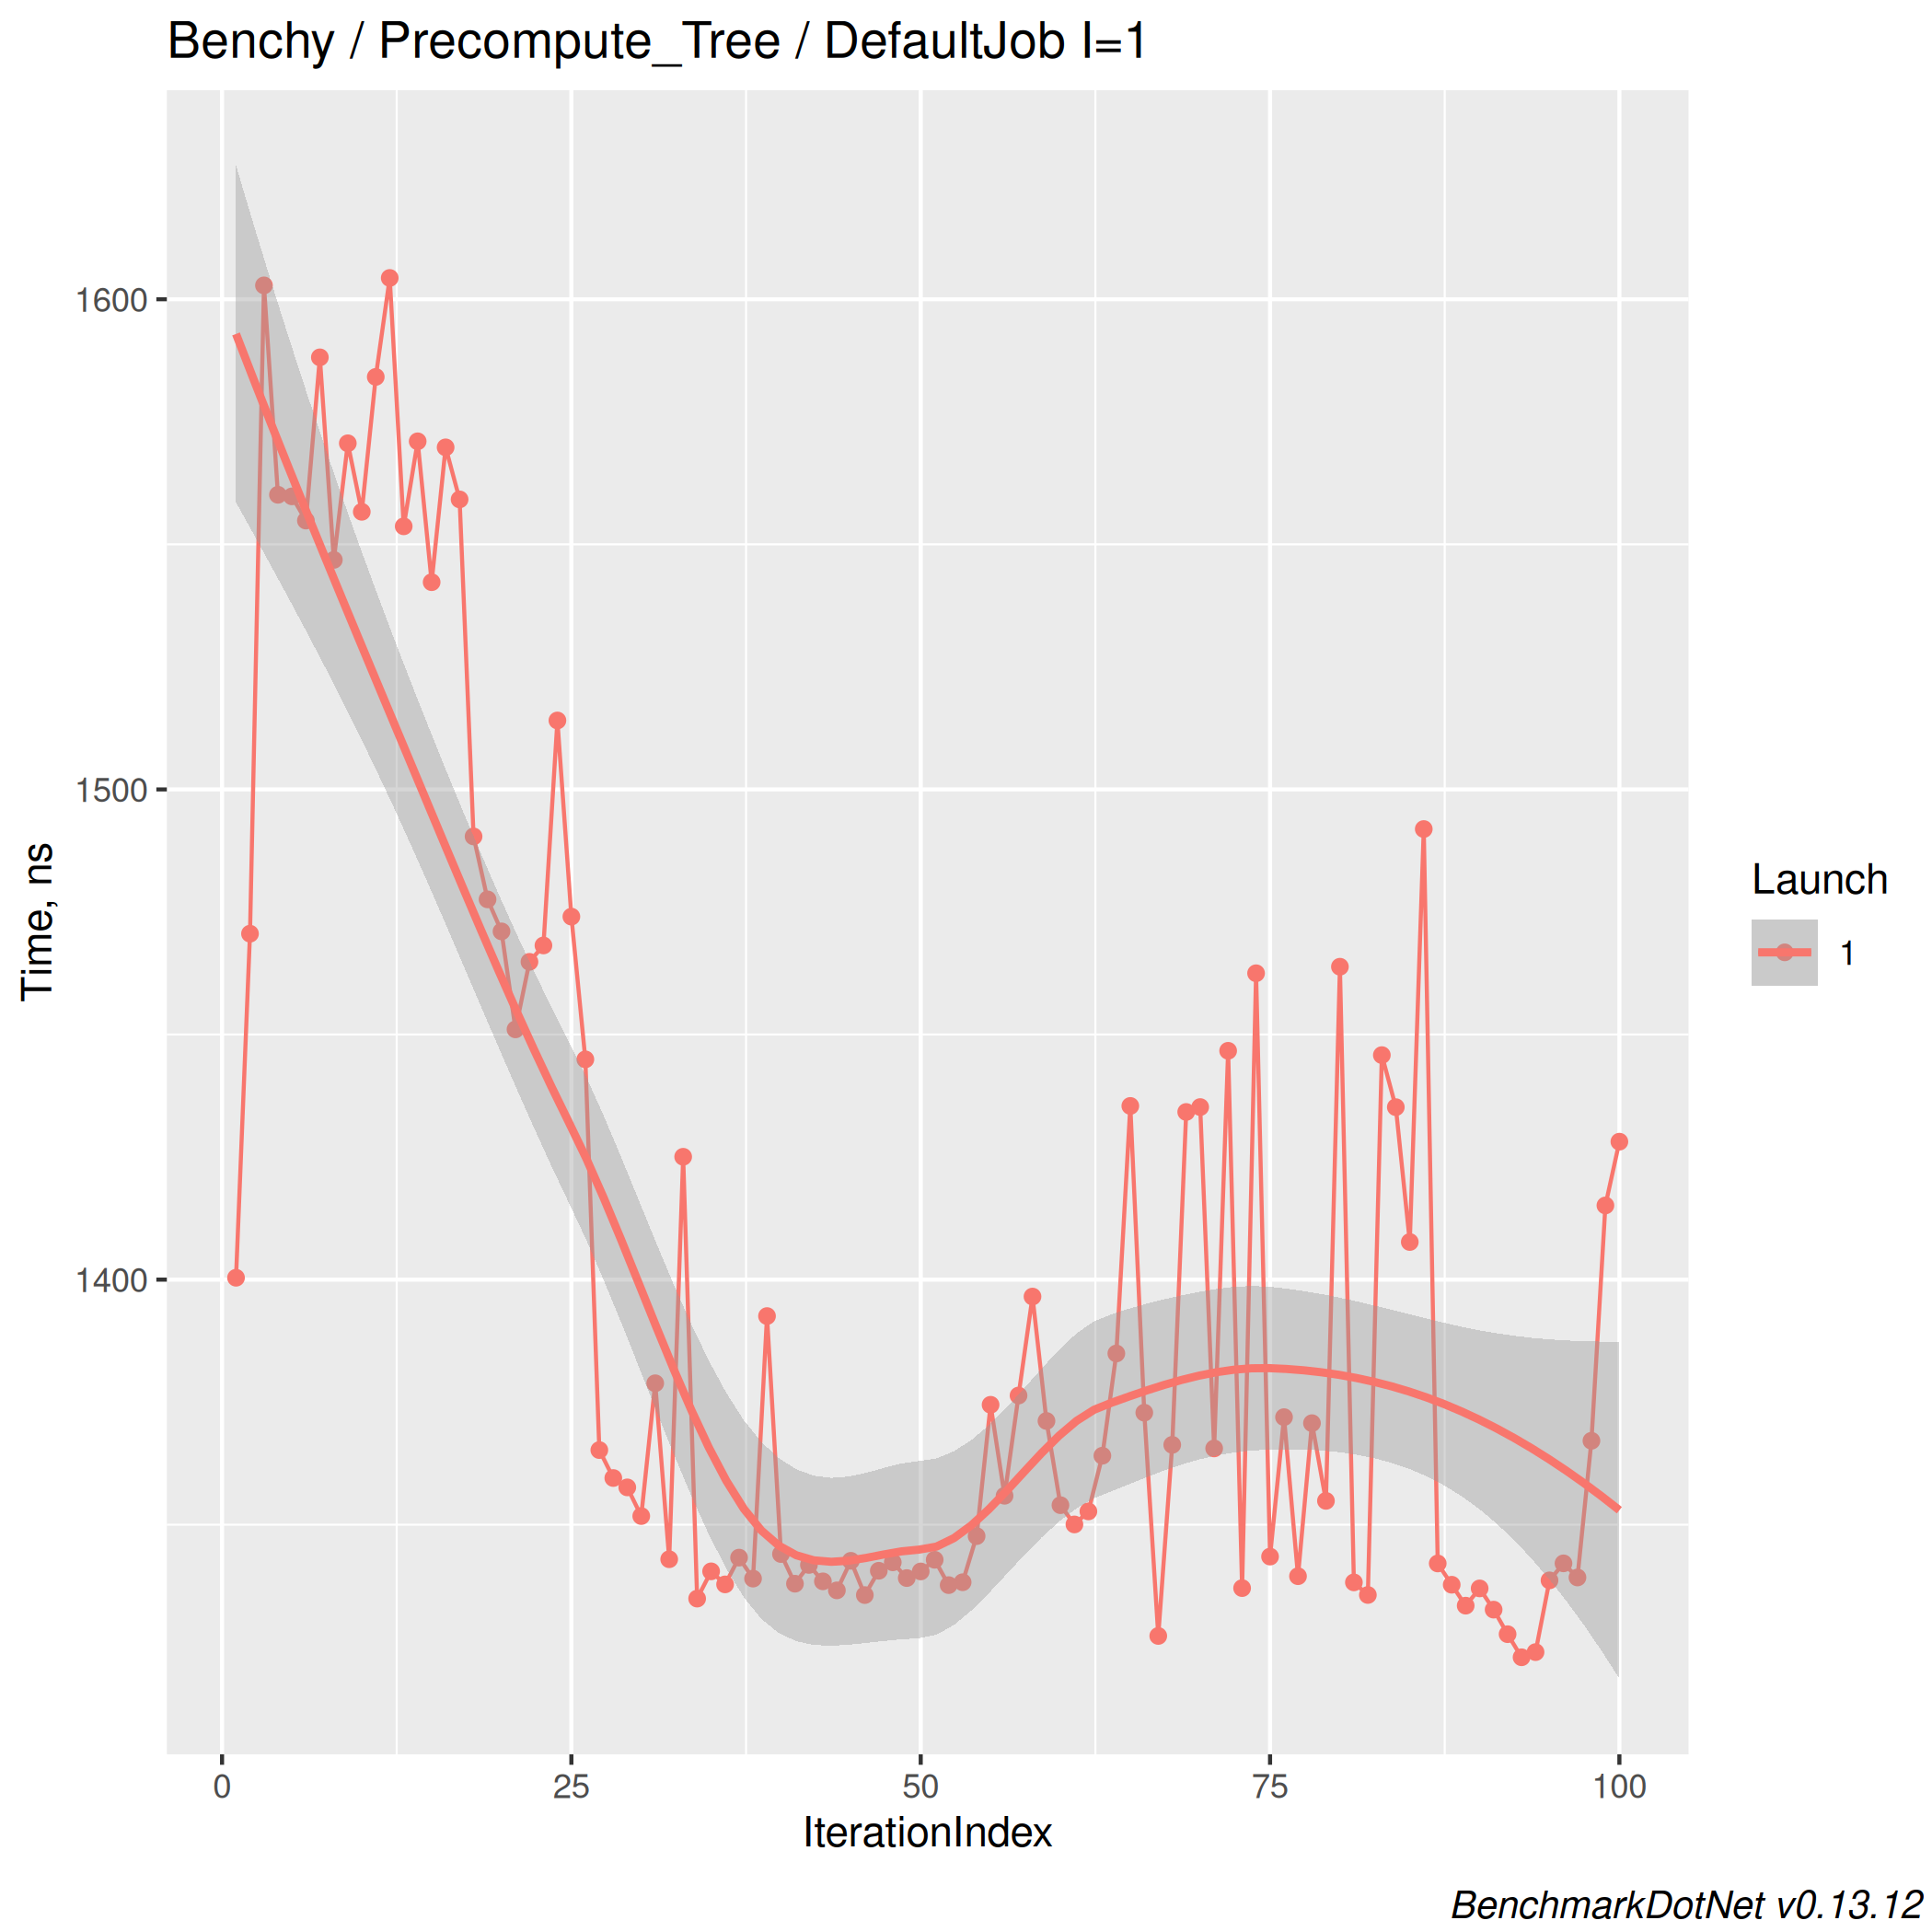 Benchy / Precompute_Tree / DefaultJob I=1
Time, ns
1600
1500
1400
0 25 50 75 100
IterationIndex
Launch
1
BenchmarkDotNet v0.13.12